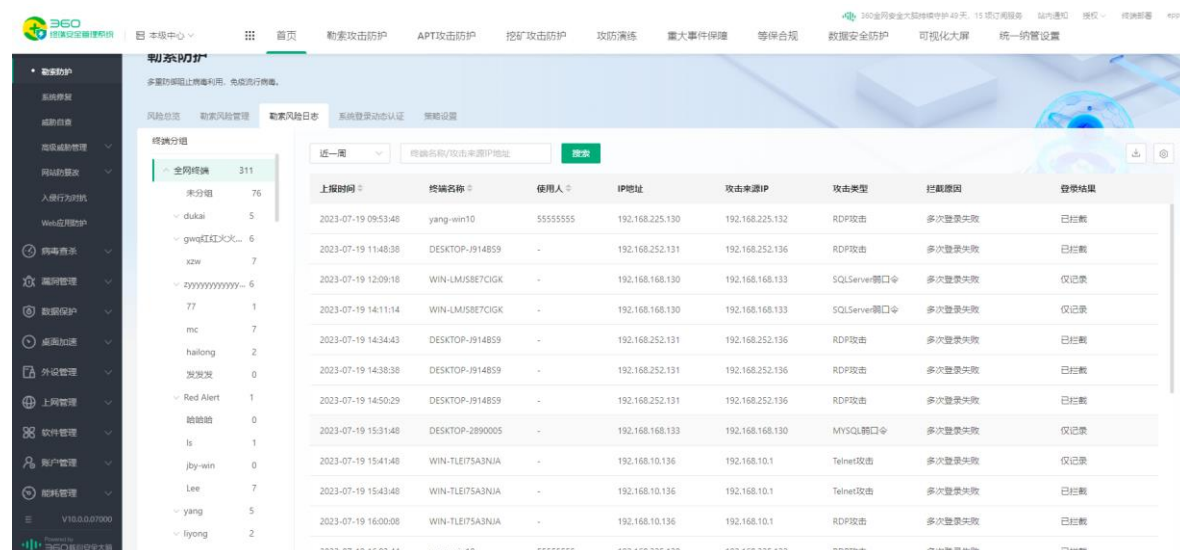 360全网安全大脑持续守护 49 天，15 项订阅服务 站内通知 授权 终端部署
360
终端安全管理系统
本级中心
首页 勒索攻击防护 APT攻击防护 挖矿攻击防护 攻防演练 重大事件保障 等保合规 数据安全防护 可视化大屏 统一纳管设置
勒索防护
多重防御阻止病毒利用，免疫流行病毒。
风险总览 勒索风险管理 勒索风险日志 系统登录动态认证 策略设置
勒索防护
系统修复
威胁自查
高级威胁管理
网站防篡改
入侵行为对抗
Web应用防护
病毒查杀
漏洞管理
数据保护
桌面加速
外设管理
上网管理
软件管理
账户管理
能耗管理
V10.0.0.07000
Powered by
360核心安全大脑
终端分组
全网终端 311
未分组 76
dukai 5
gwq红红火火... 6
xzw 7
zyyyyyyyyyyy... 6
77 1
mc 7
hailong 2
发发发 0
Red Alert 1
哈哈哈 0
ls 1
jby-win 0
Lee 7
yang 5
liyong 2
近一周 终端名称/攻击来源IP地址 搜索
上报时间 终端名称 使用人 IP地址 攻击来源IP 攻击类型 拦截原因 登录结果
2023-07-19 09:53:48 yang-win10 55555555 192.168.225.130 192.168.225.132 RDP攻击 多次登录失败 已拦截
2023-07-19 11:48:38 DESKTOP-J914BS9 - 192.168.252.131 192.168.252.136 RDP攻击 多次登录失败 已拦截
2023-07-19 12:09:18 WIN-LMJS8E7CIGK - 192.168.168.130 192.168.168.133 SQLServer弱口令 多次登录失败 仅记录
2023-07-19 14:11:14 WIN-LMJS8E7CIGK - 192.168.168.130 192.168.168.133 SQLServer弱口令 多次登录失败 仅记录
2023-07-19 14:34:43 DESKTOP-J914BS9 - 192.168.252.131 192.168.252.136 RDP攻击 多次登录失败 已拦截
2023-07-19 14:38:38 DESKTOP-J914BS9 - 192.168.252.131 192.168.252.136 RDP攻击 多次登录失败 已拦截
2023-07-19 14:50:29 DESKTOP-J914BS9 - 192.168.252.131 192.168.252.136 RDP攻击 多次登录失败 已拦截
2023-07-19 15:31:48 DESKTOP-2890005 - 192.168.168.133 192.168.168.130 MYSQL弱口令 多次登录失败 仅记录
2023-07-19 15:41:48 WIN-TLEI75A3NJA - 192.168.10.136 192.168.10.1 Telnet攻击 多次登录失败 仅记录
2023-07-19 15:43:48 WIN-TLEI75A3NJA - 192.168.10.136 192.168.10.1 Telnet攻击 多次登录失败 已拦截
2023-07-19 16:00:08 WIN-TLEI75A3NJA - 192.168.10.136 192.168.10.1 RDP攻击 多次登录失败 已拦截